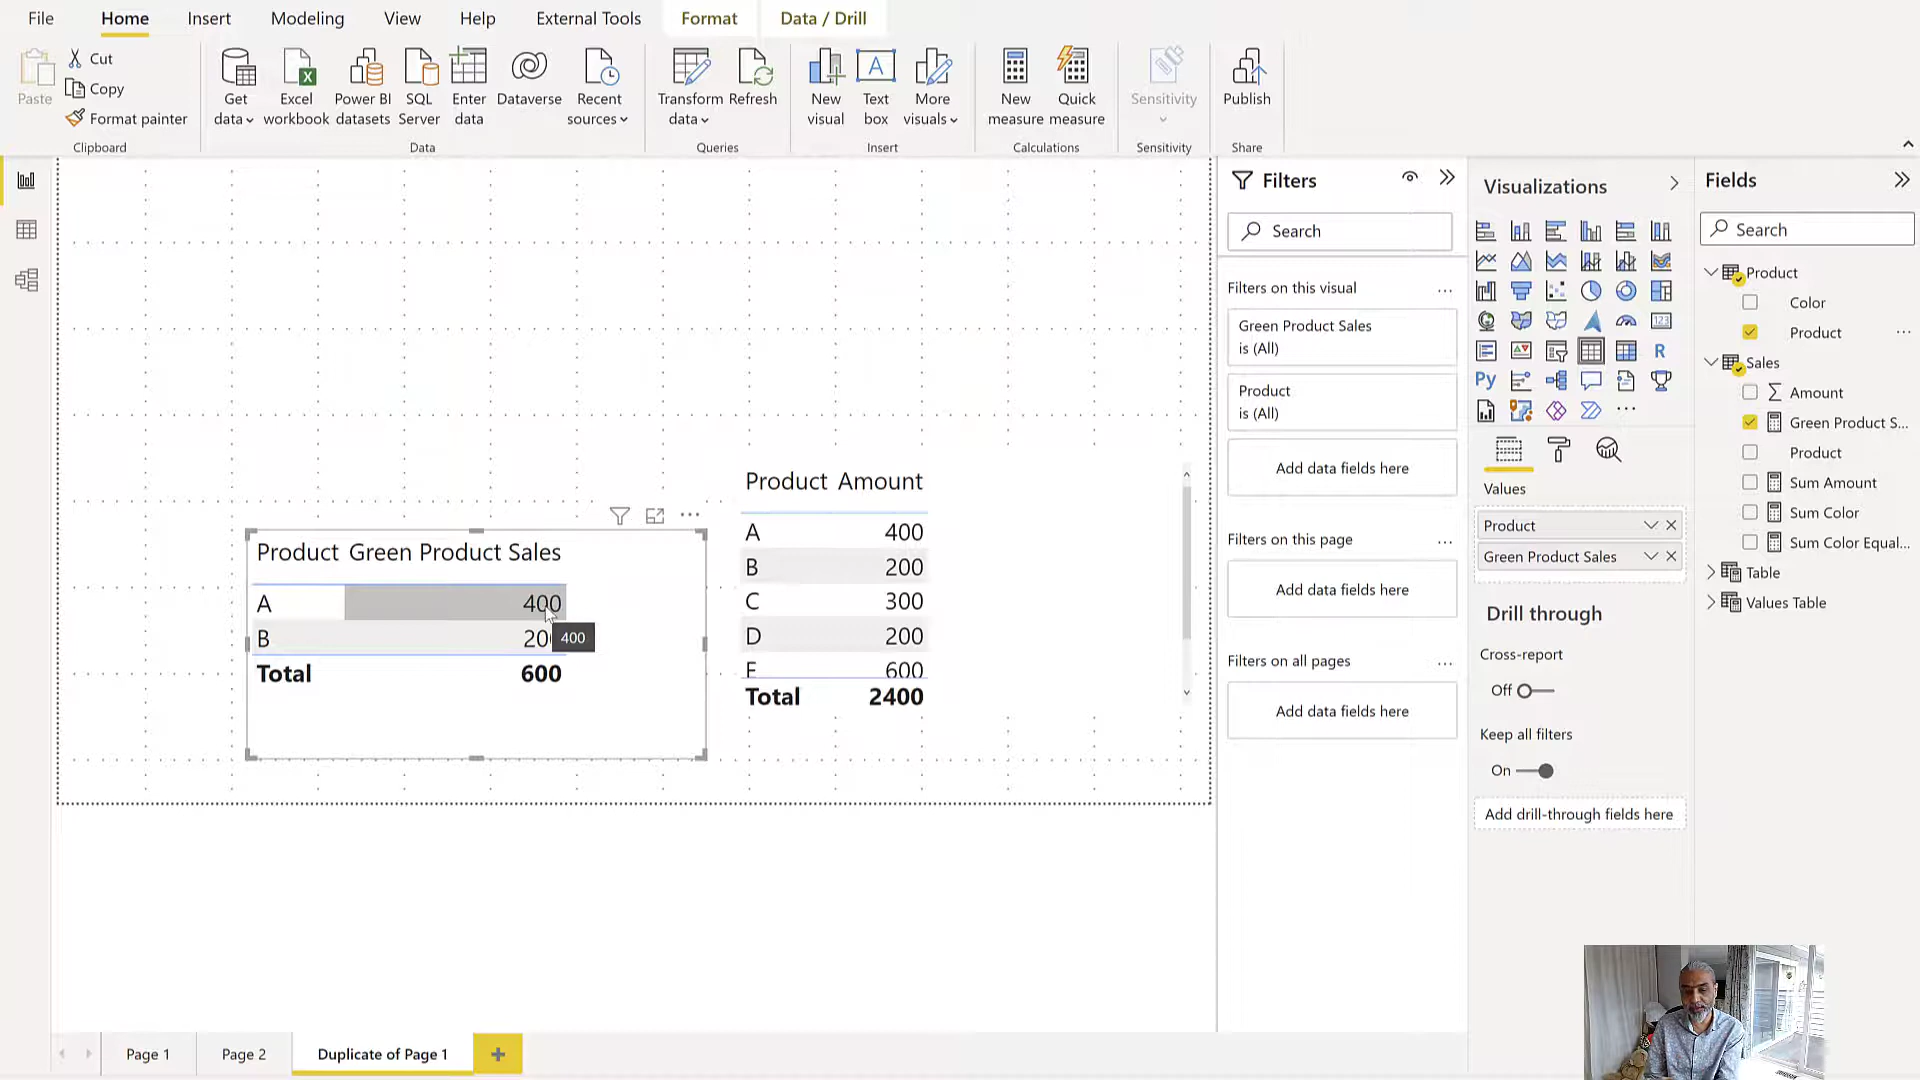 File Home Insert Modeling View Help External Tools Format Data / Drill
Paste
Cut
Copy
Format painter
Get data
Excel workbook
Power BI datasets
SQL Server
Enter data
Dataverse
Recent sources
Transform data
Refresh
New visual
Text box
More visuals
New measure
Quick measure
Sensitivity
Publish
Clipboard
Data
Queries
Insert
Calculations
Sensitivity
Share
Product Green Product Sales
A 400
B 20
400
Total 600
Product Amount
A 400
B 200
C 300
D 200
E 600
Total 2400
Filters
Search
Filters on this visual ...
Green Product Sales
is (All)
Product
is (All)
Add data fields here
Filters on this page ...
Add data fields here
Filters on all pages ...
Add data fields here
Visualizations
R
Py
123
...
Values
Product
Green Product Sales
Drill through
Cross-report
Off
Keep all filters
On
Add drill-through fields here
Fields
Search
Product
Color
Product ...
Sales
Σ Amount
Green Product S...
Product
Sum Amount
Sum Color
Sum Color Equal...
Table
Values Table
Page 1 Page 2 Duplicate of Page 1 +